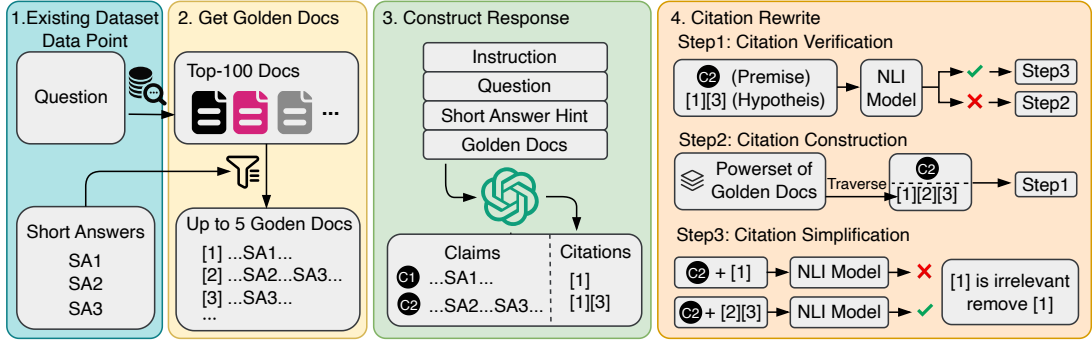 1.Existing Dataset
Data Point
Question
Short Answers
SA1
SA2
SA3
2. Get Golden Docs
Top-100 Docs
...
Up to 5 Goden Docs
[1] ...SA1...
[2] ...SA2...SA3...
[3] ...SA3...
...
3. Construct Response
Instruction
Question
Short Answer Hint
Golden Docs
Claims
Citations
C1 ...SA1...
[1]
C2 ...SA2...SA3...
[1][3]
4. Citation Rewrite
Step1: Citation Verification
C2 (Premise)
[1][3] (Hypotheis)
NLI
Model
Step3
Step2
Step2: Citation Construction
Powerset of
Golden Docs
Traverse
C2
[1][2][3]
Step1
Step3: Citation Simplification
C2 + [1]
NLI Model
C2 + [2][3]
NLI Model
[1] is irrelevant
remove [1]